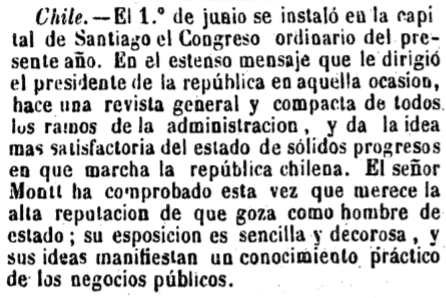 Chile.—El 1.º de junio se instaló en la capi
tal de Santiago el Congreso ordinario del pre-
sente año. En el estenso mensaje que le dirigió
el presidente de la república en aquella ocasion,
hace una revista general y compacta de todos
los ramos de la administracion, y da la idea
mas satisfactoria del estado de sólidos progresos
en que marcha la república chilena. El señor
Montt ha comprobado esta vez que merece la
alta reputacion de que goza como hombre de
estado; su esposicion es sencilla y decorosa, y
sus ideas manifiestan un conocimiento práctico
de los negocios públicos.